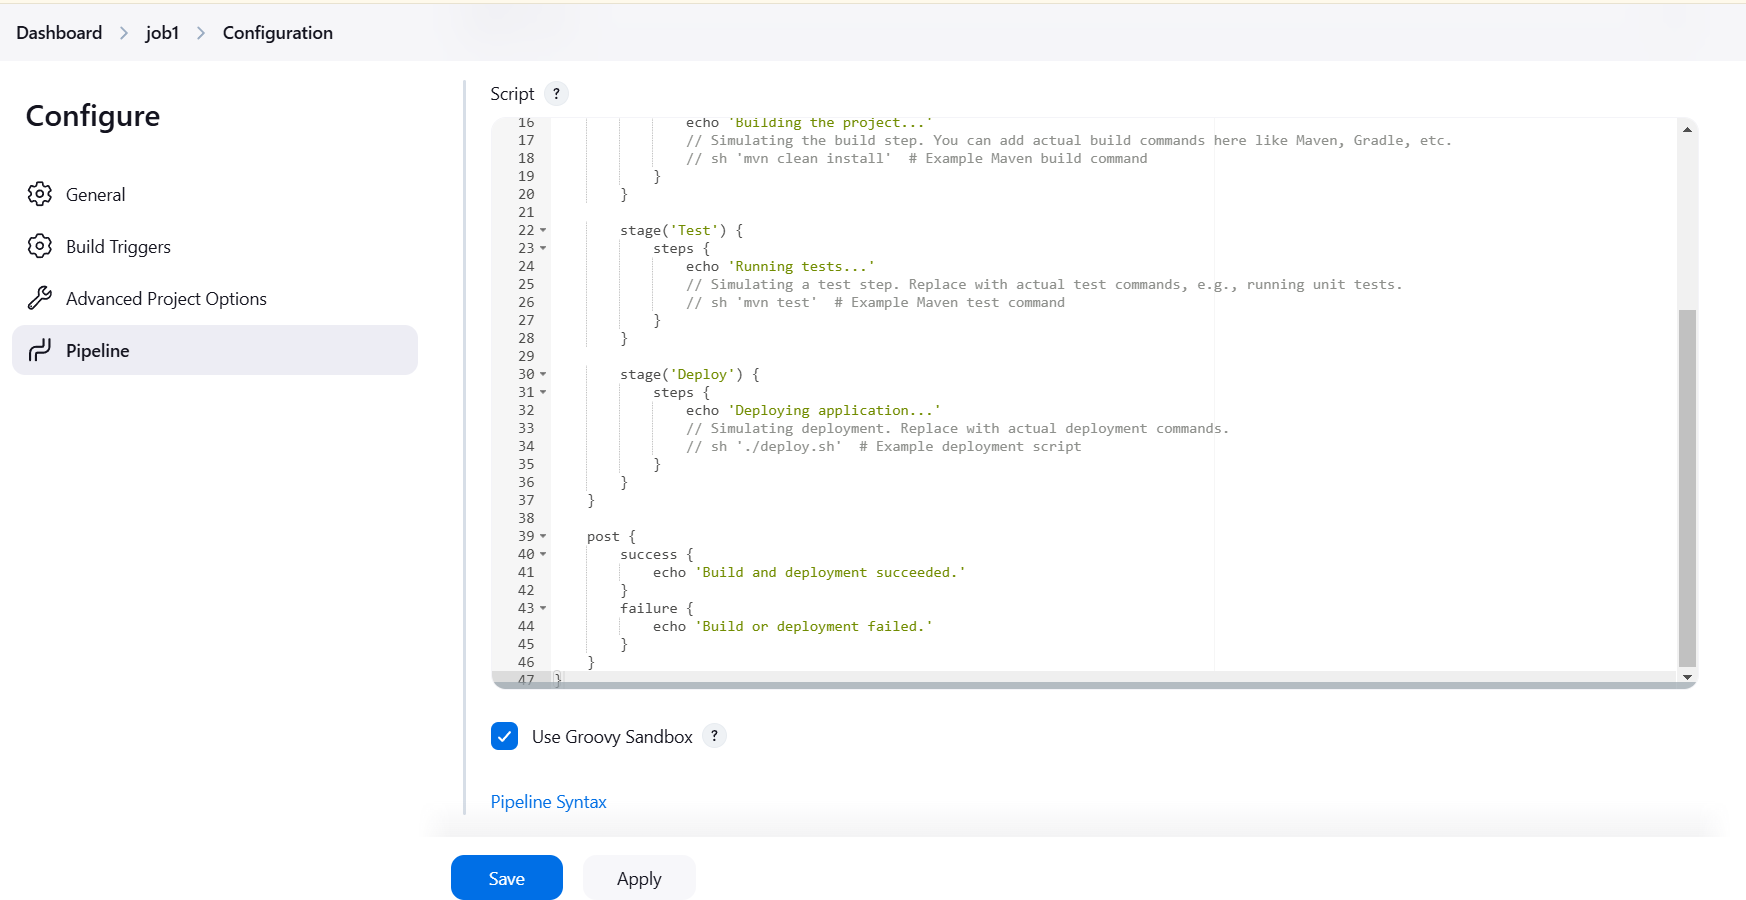 Dashboard > job1 > Configuration
Configure
General
Build Triggers
Advanced Project Options
Pipeline
Script ?
16 echo 'Building the project...'
17 // Simulating the build step. You can add actual build commands here like Maven, Gradle, etc.
18 // sh 'mvn clean install'  # Example Maven build command
19 }
20 }
21
22 stage('Test') {
23 steps {
24 echo 'Running tests...'
25 // Simulating a test step. Replace with actual test commands, e.g., running unit tests.
26 // sh 'mvn test'  # Example Maven test command
27 }
28 }
29
30 stage('Deploy') {
31 steps {
32 echo 'Deploying application...'
33 // Simulating deployment. Replace with actual deployment commands.
34 // sh './deploy.sh'  # Example deployment script
35 }
36 }
37 }
38
39 post {
40 success {
41 echo 'Build and deployment succeeded.'
42 }
43 failure {
44 echo 'Build or deployment failed.'
45 }
46 }
47 }
Use Groovy Sandbox ?
Pipeline Syntax
Save Apply